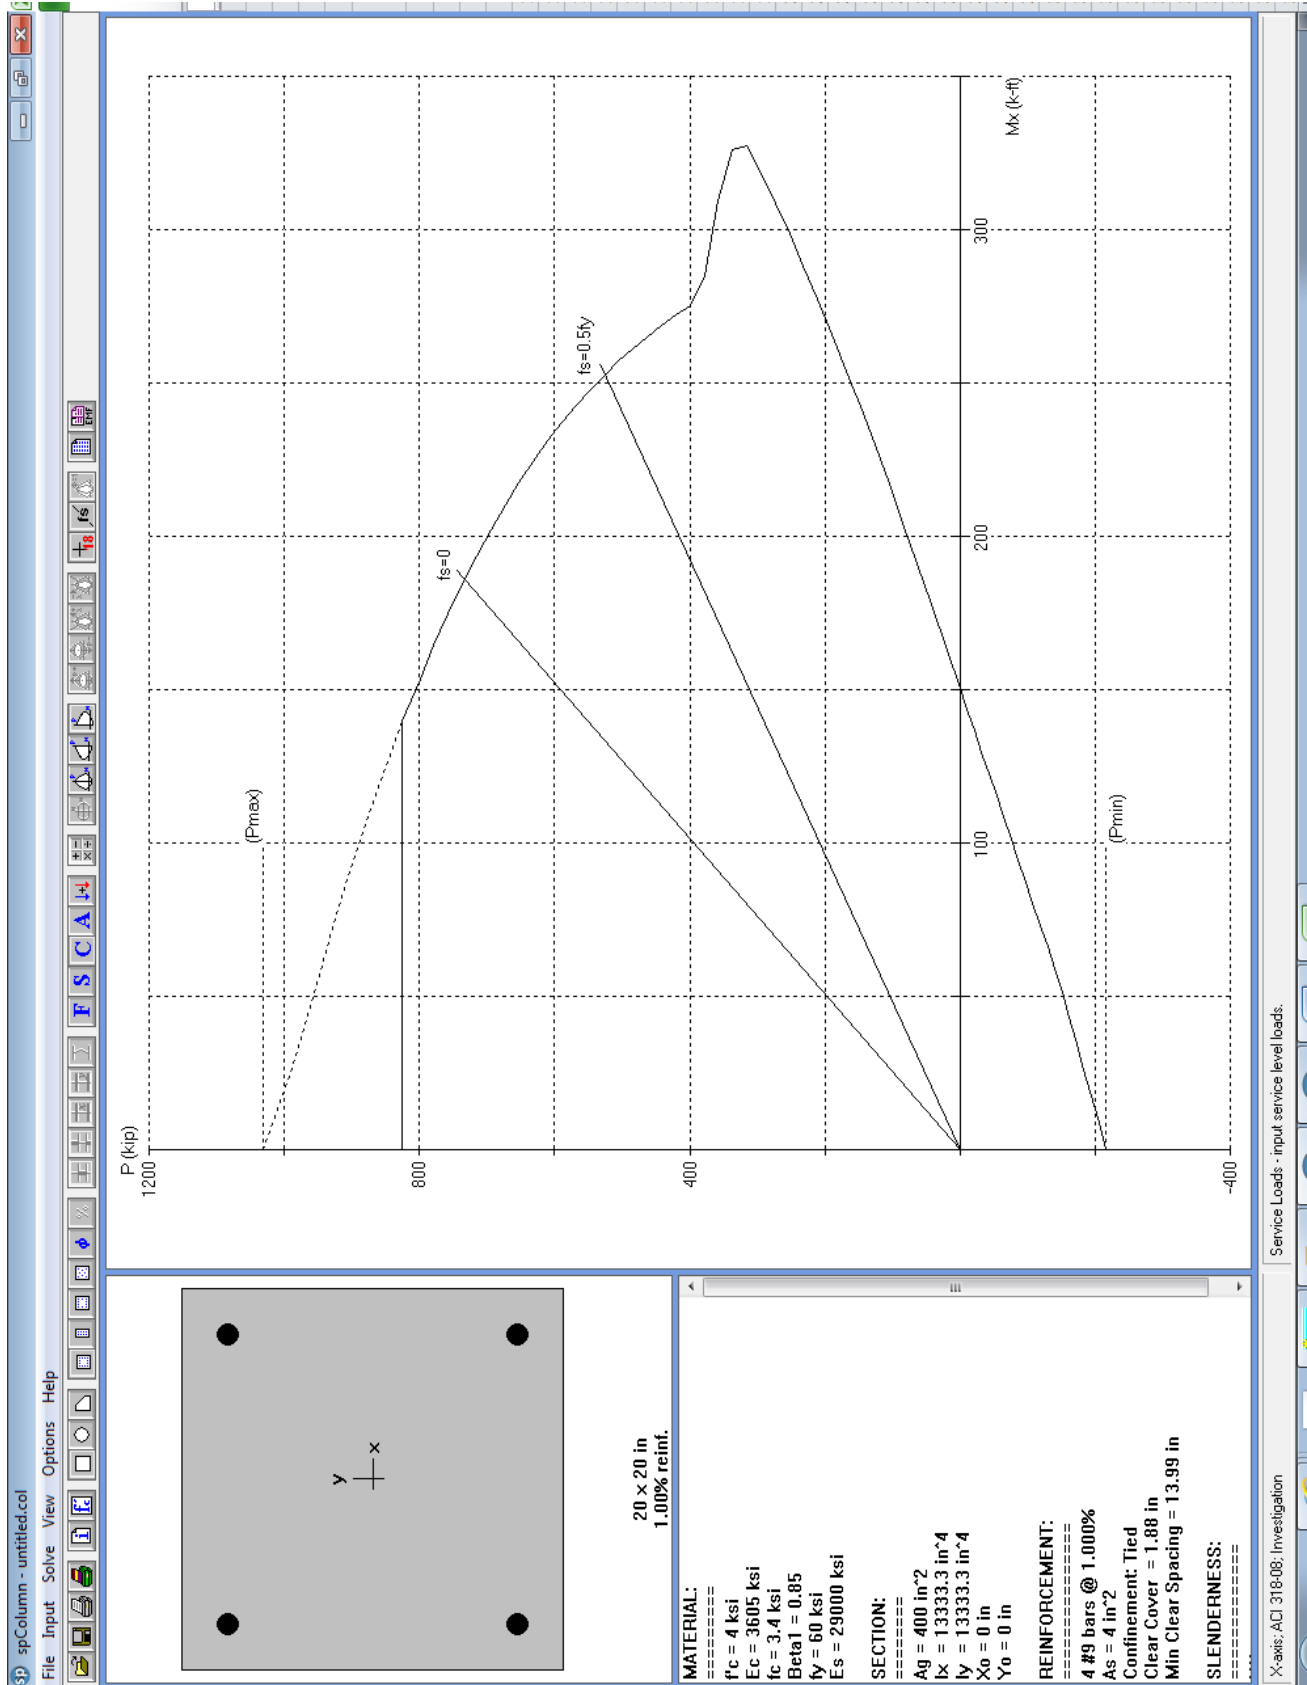 spColumn - untitled.col
File Input Solve View Options Help
F S C A
20 x 20 in
1.00% reinf.
y
x
MATERIAL:
=========
f'c = 4 ksi
Ec = 3605 ksi
fc = 3.4 ksi
Beta1 = 0.85
fy = 60 ksi
Es = 29000 ksi
SECTION:
=======
Ag = 400 in^2
Ix = 13333.3 in^4
Iy = 13333.3 in^4
Xo = 0 in
Yo = 0 in
REINFORCEMENT:
==============
4 #9 bars @ 1.000%
As = 4 in^2
Confinement: Tied
Clear Cover = 1.88 in
Min Clear Spacing = 13.99 in
SLENDERNESS:
===========
P (kip)
1200
(Pmax)
800
fs=0
fs=0.5fy
400
100
200
300
Mx (k-ft)
(Pmin)
-400
X-axis; ACI 318-08; Investigation
Service Loads - input service level loads.